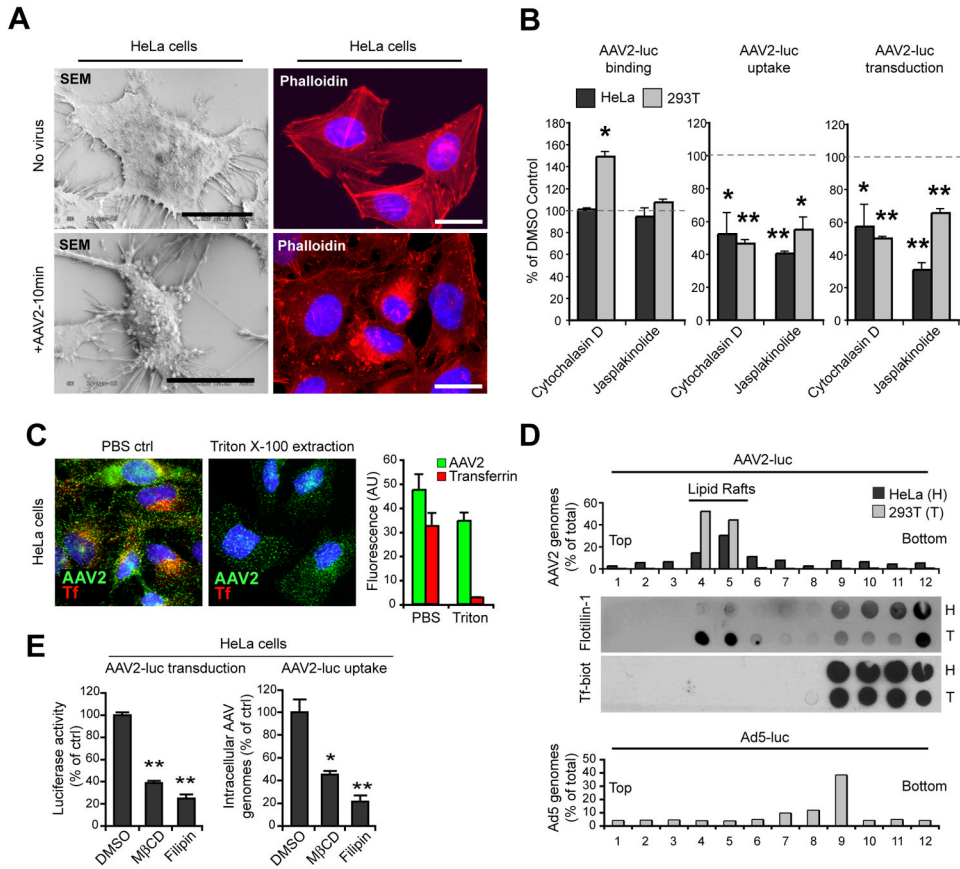 A
HeLa cells
HeLa cells
SEM
Phalloidin
No virus
SEM
Phalloidin
+AAV2-10min
B
AAV2-luc
binding
AAV2-luc
uptake
AAV2-luc
transduction
HeLa
293T
% of DMSO Control
180
160
140
120
100
80
60
40
20
0
*
Cytochalasin D
Jasplakinolide
100
80
60
40
20
0
*
**
**
*
Cytochalasin D
Jasplakinolide
100
80
60
40
20
0
*
**
**
**
Cytochalasin D
Jasplakinolide
C
PBS ctrl
Triton X-100 extraction
HeLa cells
AAV2
Tf
AAV2
Tf
AAV2
Transferrin
Fluorescence (AU)
60
50
40
30
20
10
0
PBS
Triton
D
AAV2-luc
Lipid Rafts
HeLa (H)
293T (T)
AAV2 genomes
(% of total)
60
40
20
0
Top
Bottom
1 2 3 4 5 6 7 8 9 10 11 12
Flotillin-1
H
T
Tf-biot
H
T
Ad5-luc
Ad5 genomes
(% of total)
50
40
30
20
10
0
Top
Bottom
1 2 3 4 5 6 7 8 9 10 11 12
E
HeLa cells
AAV2-luc transduction
AAV2-luc uptake
Luciferase activity
(% of ctrl)
120
100
80
60
40
20
0
**
**
DMSO
MβCD
Filipin
Intracellular AAV
genomes (% of ctrl)
120
100
80
60
40
20
0
*
**
DMSO
MβCD
Filipin